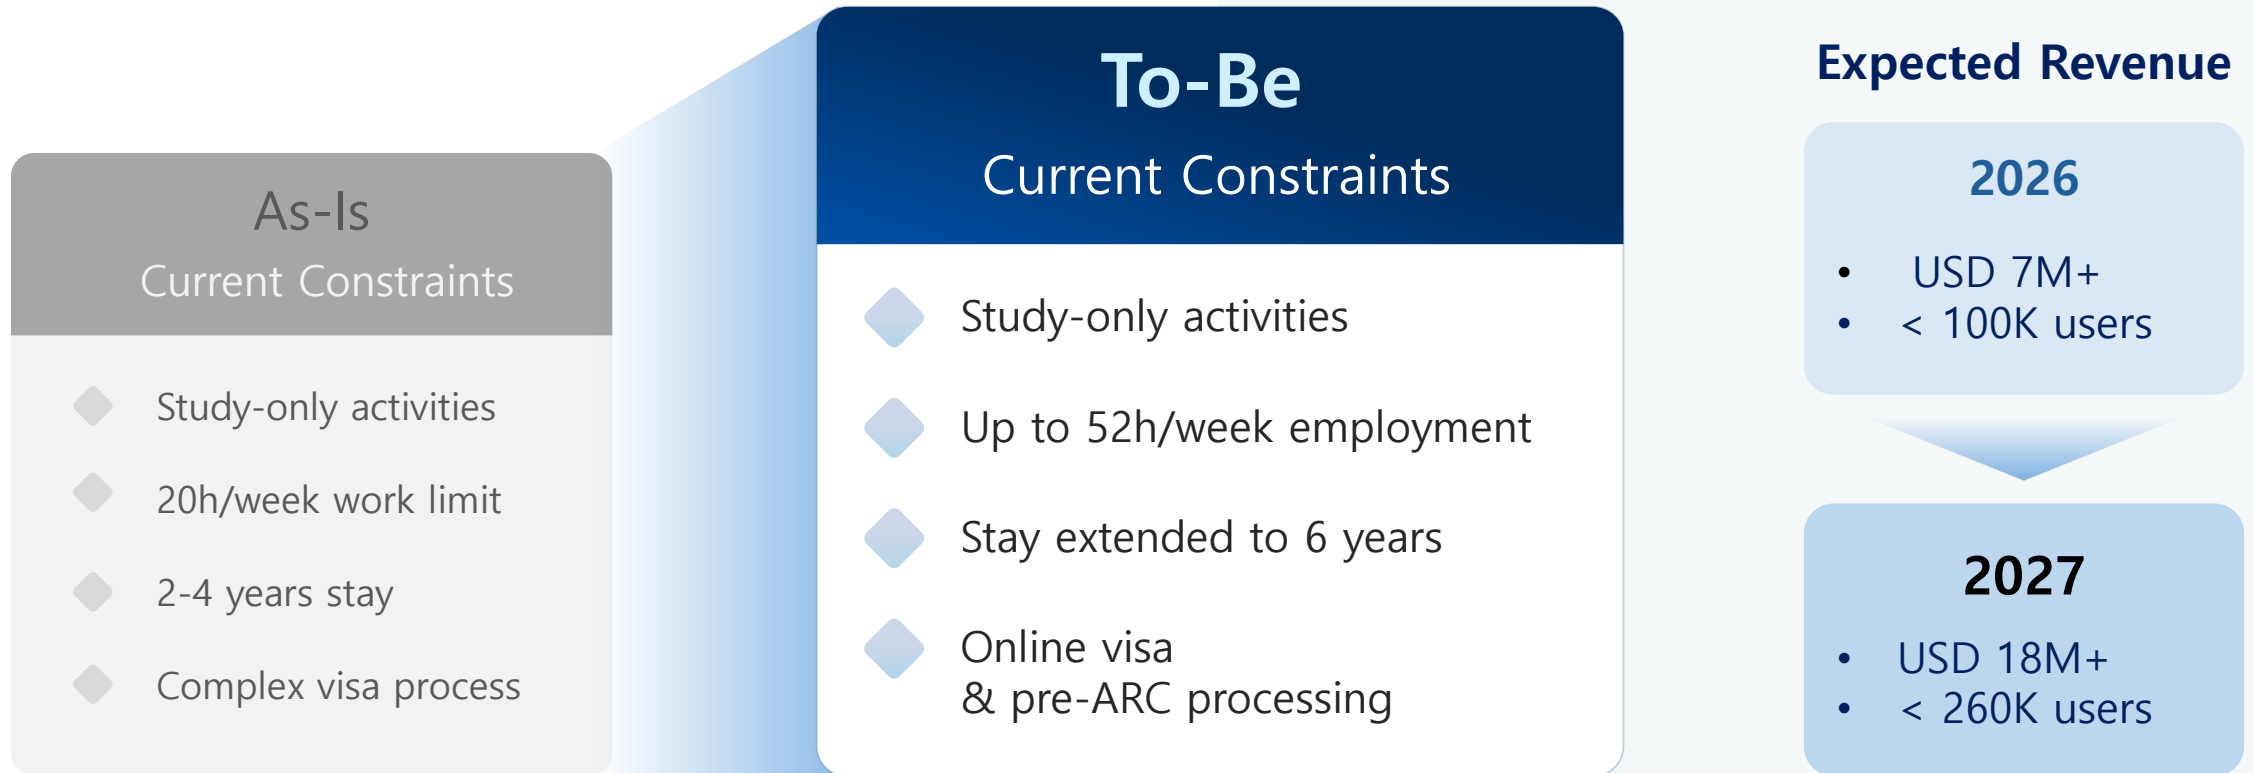 As-Is
Current Constraints
Study-only activities
20h/week work limit
2-4 years stay
Complex visa process
To-Be
Current Constraints
Study-only activities
Up to 52h/week employment
Stay extended to 6 years
Online visa
& pre-ARC processing
Expected Revenue
2026
• USD 7M+
• < 100K users
2027
• USD 18M+
• < 260K users